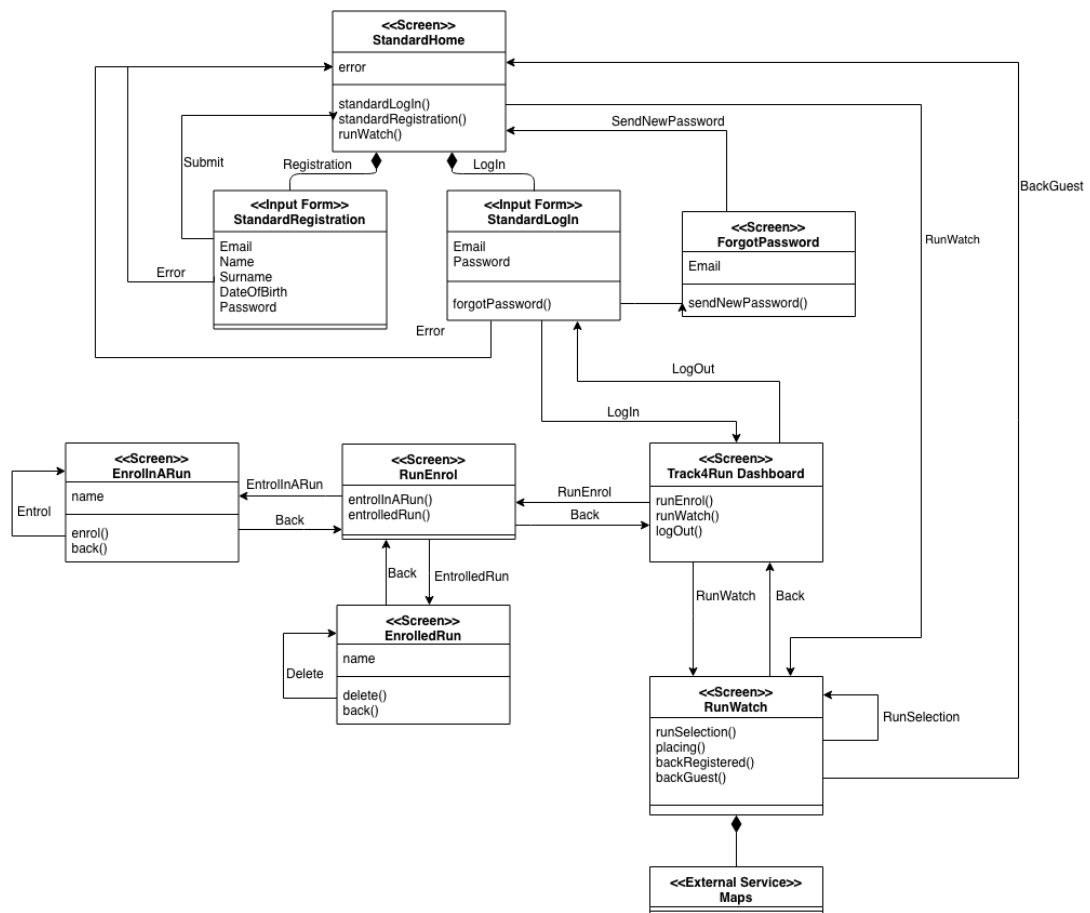 <<Screen>>
StandardHome
error
standardLogIn()
standardRegistration()
runWatch()
SendNewPassword
Submit
Registration
LogIn
BackGuest
<<Input Form>>
StandardRegistration
Email
Name
Surname
DateOfBirth
Password
<<Input Form>>
StandardLogIn
Email
Password
forgotPassword()
<<Screen>>
ForgotPassword
Email
sendNewPassword()
RunWatch
Error
Error
LogOut
LogIn
<<Screen>>
EnrolInARun
name
enrol()
back()
Entrol
EntrolInARun
Back
<<Screen>>
RunEnrol
entrolInARun()
entrolledRun()
RunEnrol
Back
<<Screen>>
Track4Run Dashboard
runEnrol()
runWatch()
logOut()
Back
EntrolledRun
RunWatch
Back
<<Screen>>
EnrolledRun
name
delete()
back()
Delete
<<Screen>>
RunWatch
runSelection()
placing()
backRegistered()
backGuest()
RunSelection
<<External Service>>
Maps